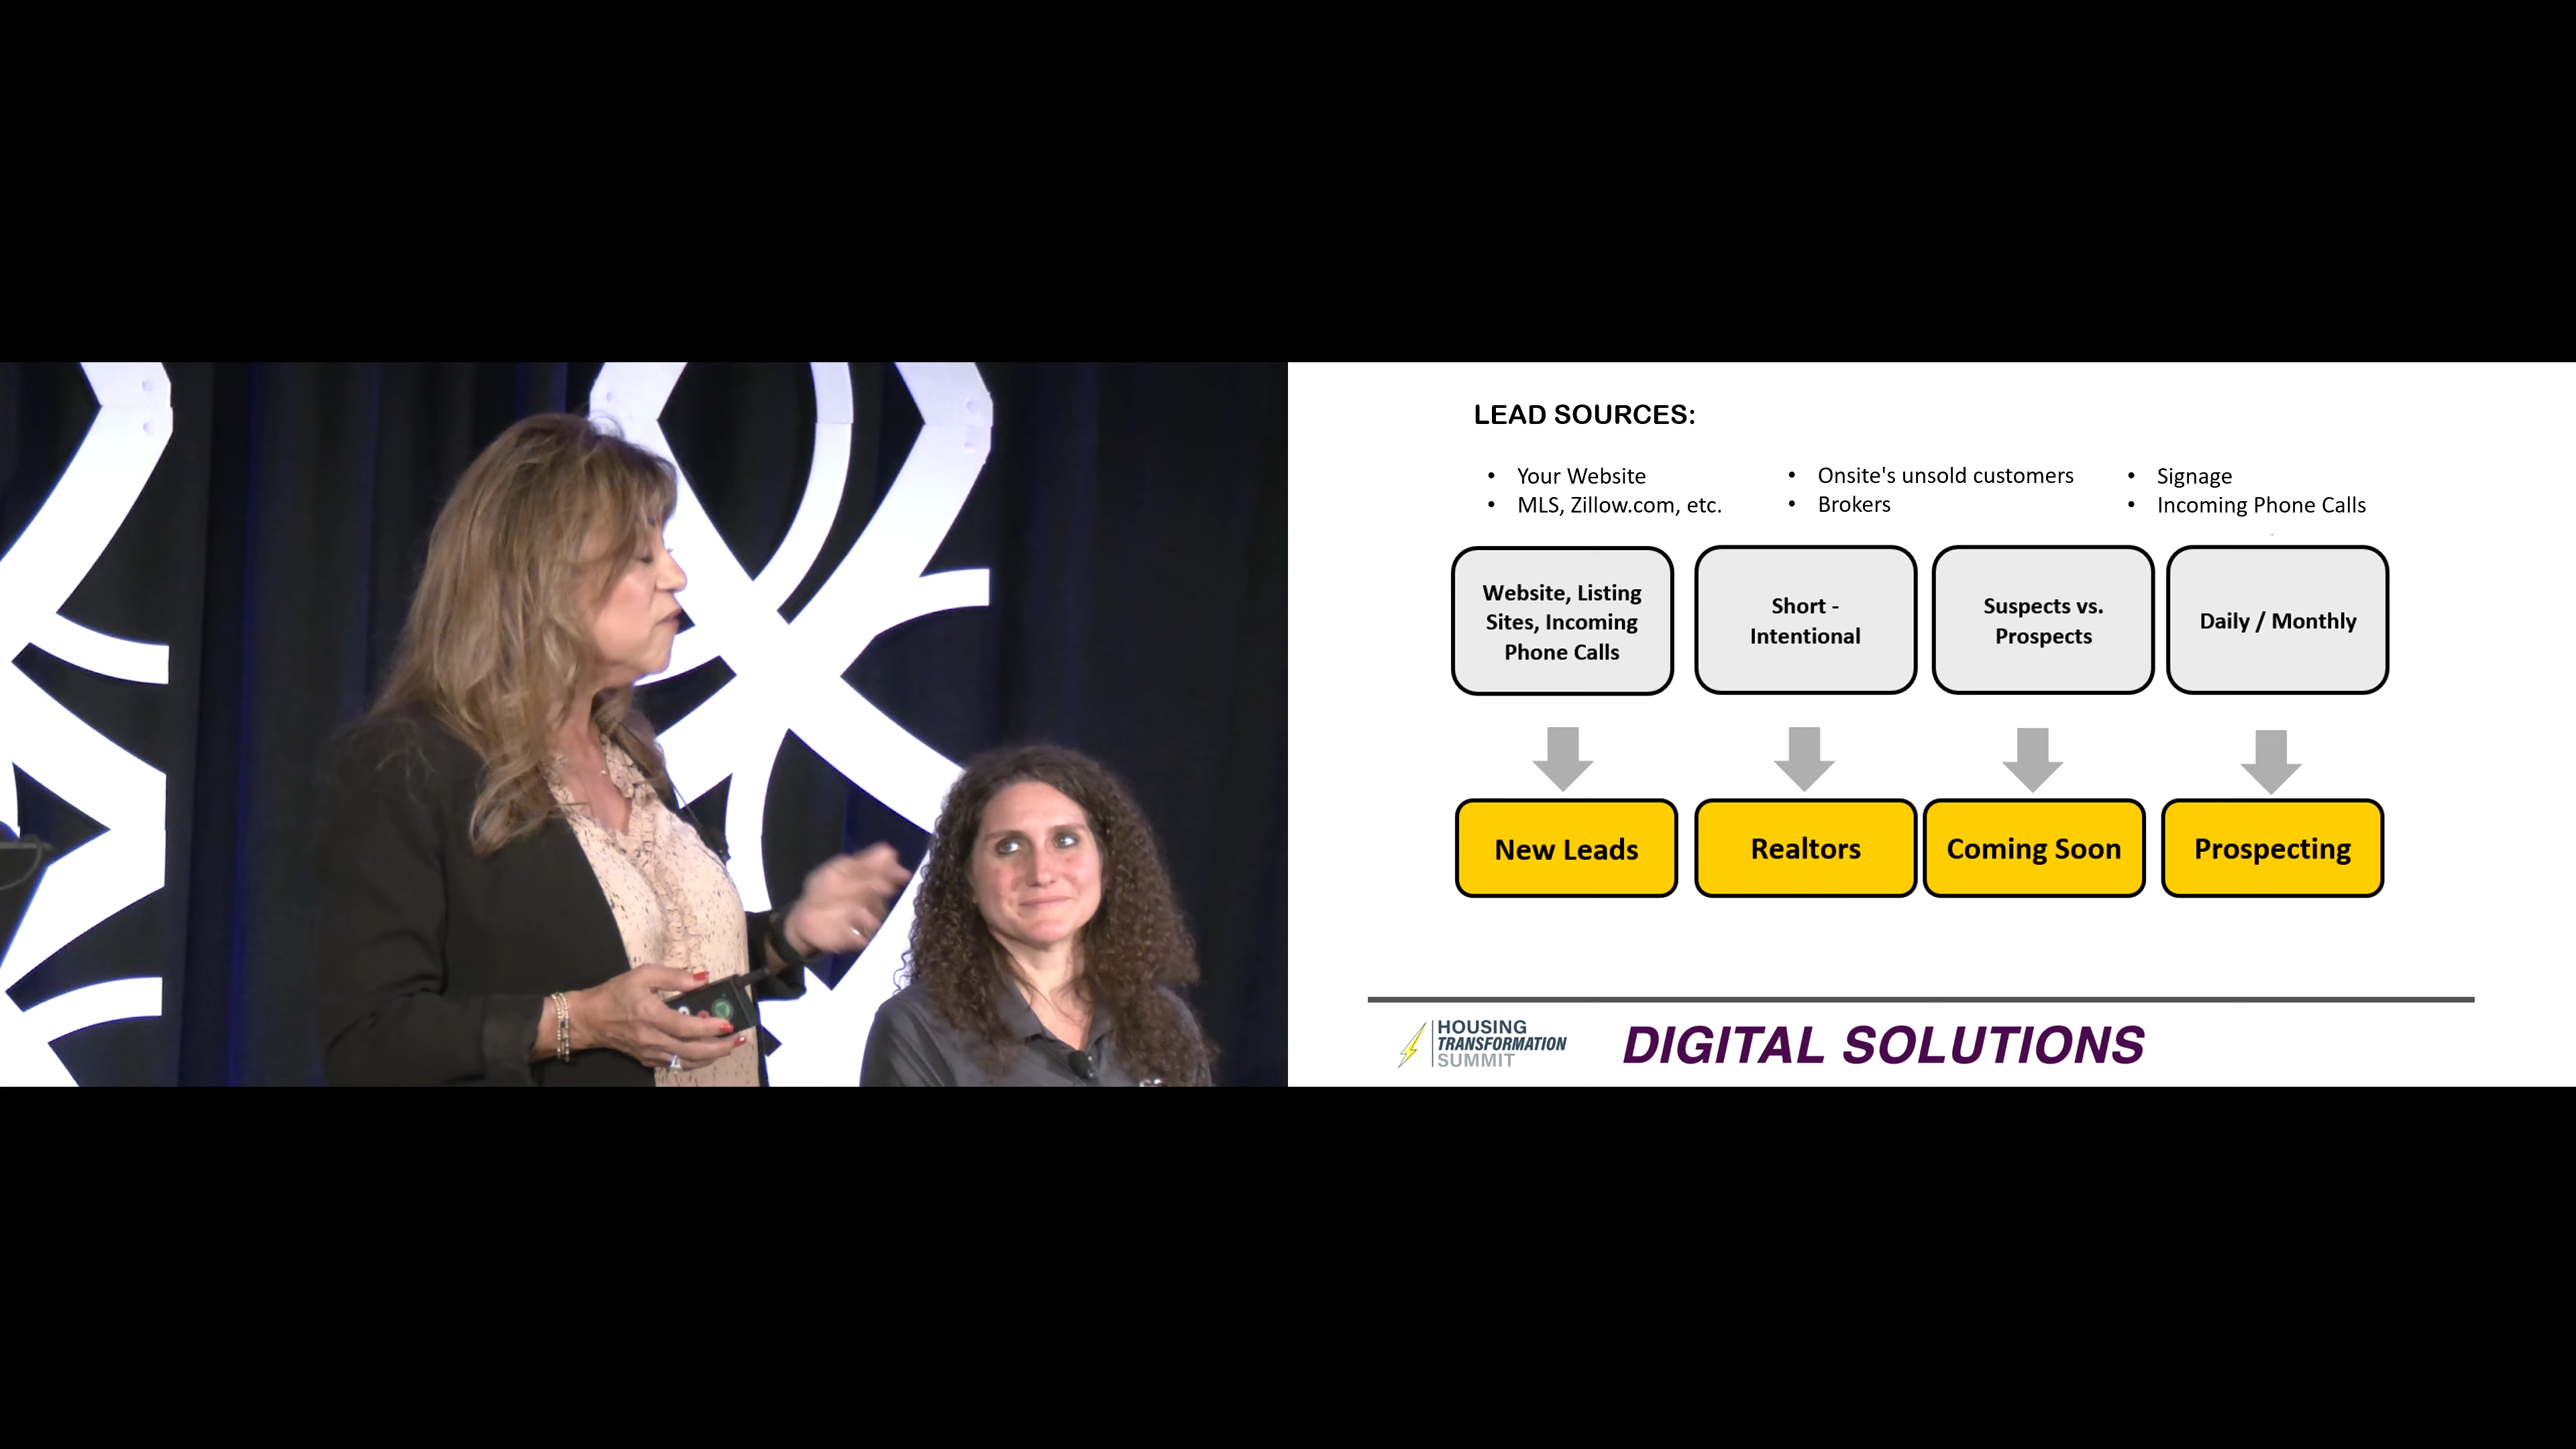 LEAD SOURCES:
• Your Website
• MLS, Zillow.com, etc.
• Onsite's unsold customers
• Brokers
• Signage
• Incoming Phone Calls
Website, Listing
Sites, Incoming
Phone Calls
Short -
Intentional
Suspects vs.
Prospects
Daily / Monthly
New Leads
Realtors
Coming Soon
Prospecting
HOUSING
TRANSFORMATION
SUMMIT
DIGITAL SOLUTIONS